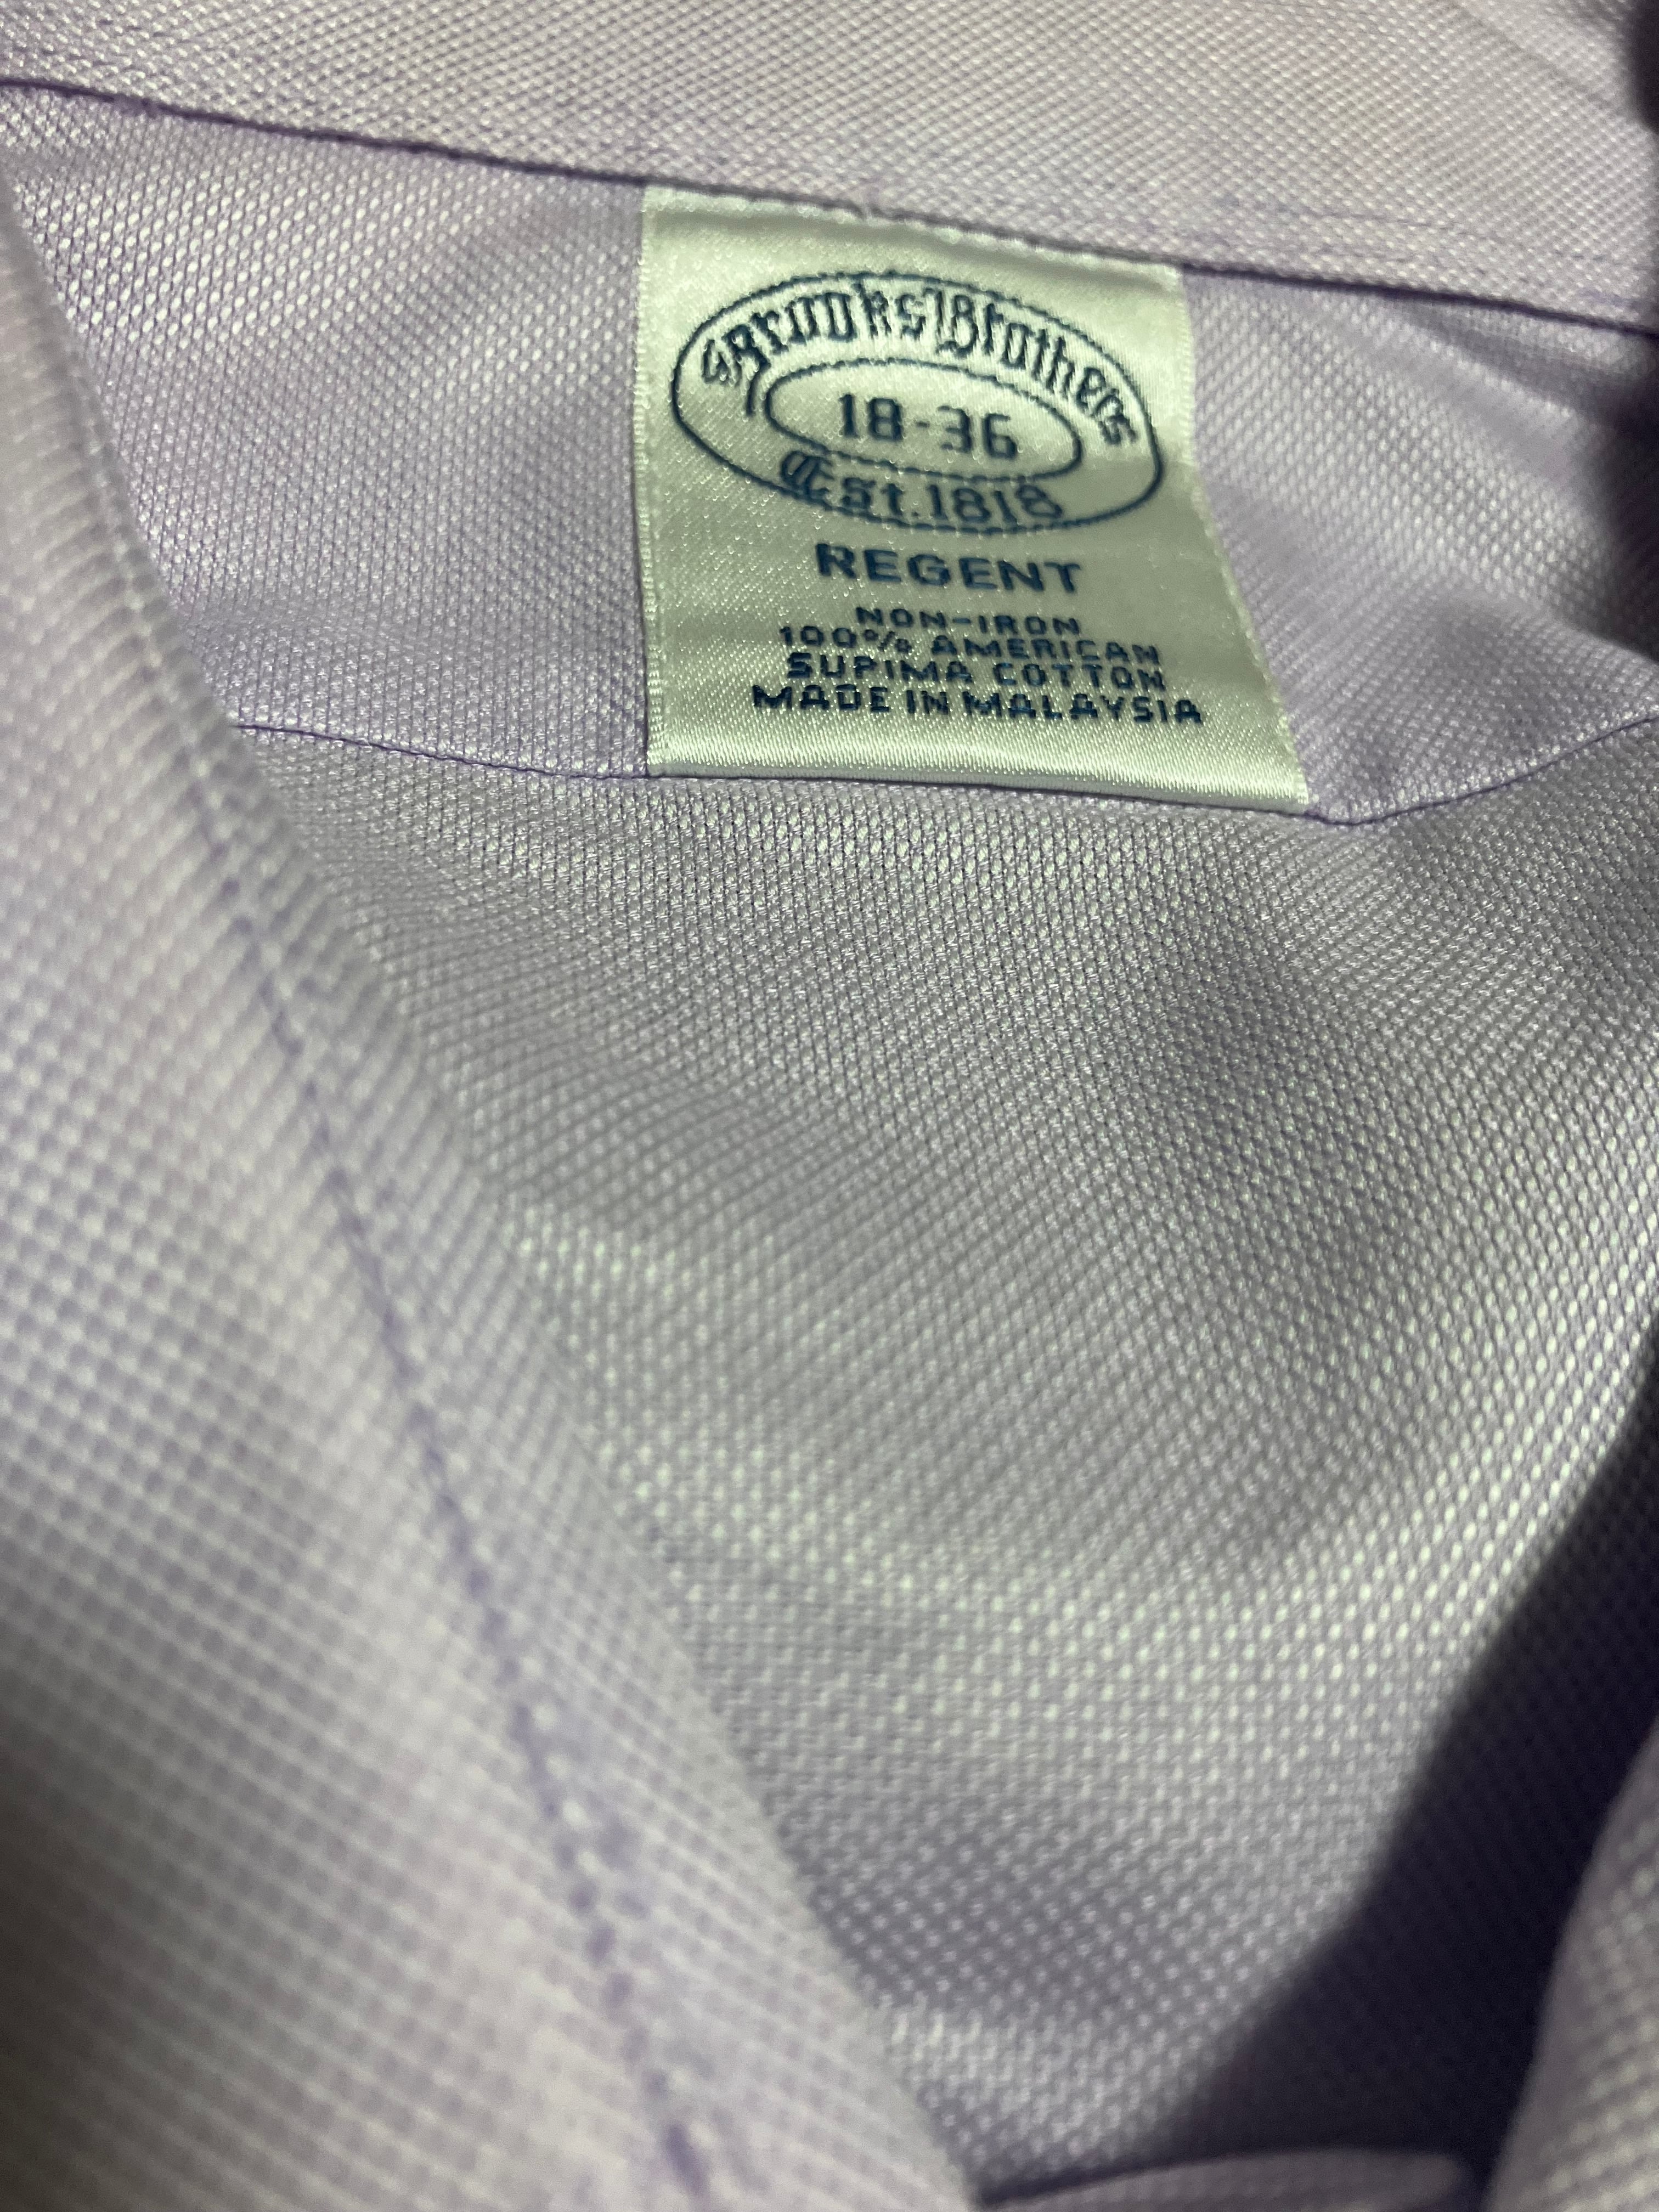 Brooks Brothers
18-36
Est. 1818
REGENT
NON-IRON
100% AMERICAN
SUPIMA COTTON
MADE IN MALAYSIA